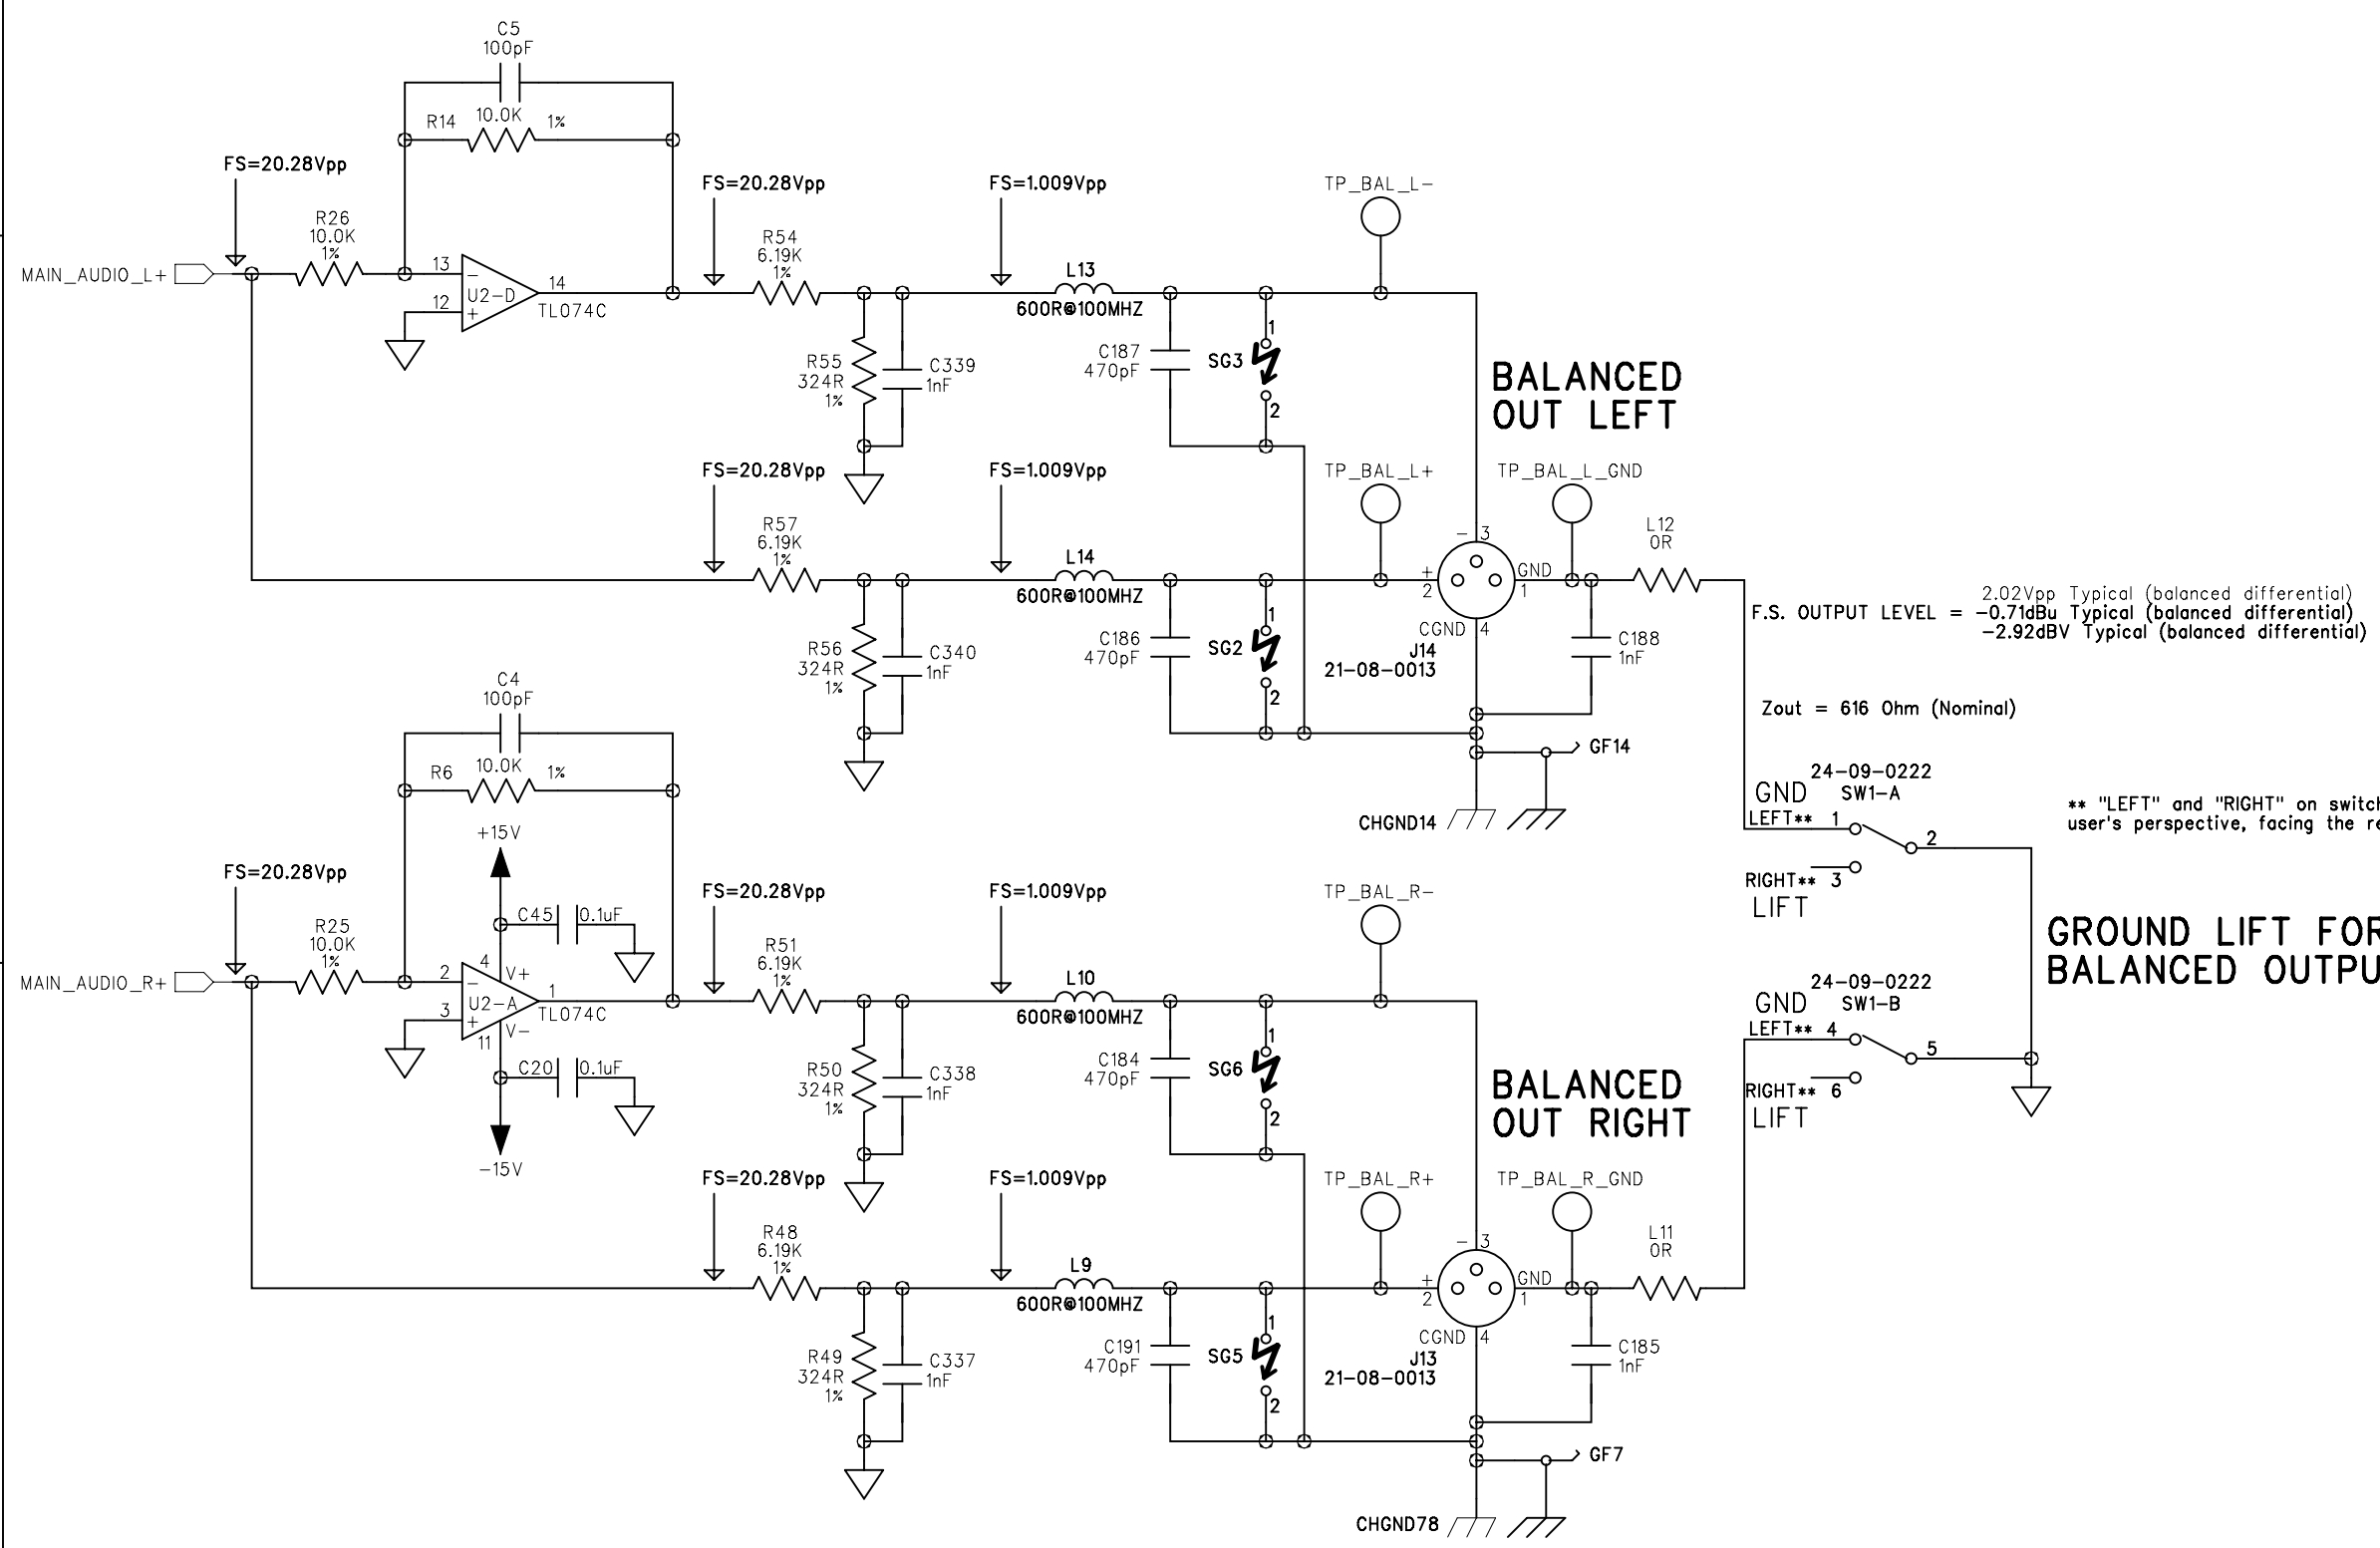 C5
100pF
R14 10.0K 1%
FS=20.28Vpp
FS=20.28Vpp
FS=1.009Vpp
TP_BAL_L-
R26
10.0K
1%
R54
6.19K
1%
L13
600R@100MHZ
MAIN_AUDIO_L+
13
-
14
U2-D
12
+
TL074C
R55
324R
1%
C339
1nF
C187
470pF
SG3
1
2
BALANCED
OUT LEFT
FS=20.28Vpp
FS=1.009Vpp
TP_BAL_L+
TP_BAL_L_GND
R57
6.19K
1%
L14
600R@100MHZ
- 3
+
2
GND
1
L12
0R
CGND 4
J14
21-08-0013
R56
324R
1%
C340
1nF
C186
470pF
SG2
1
2
C188
1nF
2.02Vpp Typical (balanced differential)
F.S. OUTPUT LEVEL = -0.71dBu Typical (balanced differential)
-2.92dBV Typical (balanced differential)
Zout = 616 Ohm (Nominal)
GF14
CHGND14
24-09-0222
GND SW1-A
LEFT** 1
2
RIGHT** 3
LIFT
** "LEFT" and "RIGHT" on switch
user's perspective, facing the re
C4
100pF
R6 10.0K 1%
+15V
FS=20.28Vpp
FS=20.28Vpp
FS=1.009Vpp
TP_BAL_R-
C45 0.1uF
R25
10.0K
1%
R51
6.19K
1%
L10
600R@100MHZ
MAIN_AUDIO_R+
4
V+
2
-
1
U2-A
3
+
TL074C
V-
11
C20 0.1uF
-15V
R50
324R
1%
C338
1nF
C184
470pF
SG6
1
2
GROUND LIFT FOR
BALANCED OUTPU
24-09-0222
GND SW1-B
LEFT** 4
5
RIGHT** 6
LIFT
BALANCED
OUT RIGHT
FS=20.28Vpp
FS=1.009Vpp
TP_BAL_R+
TP_BAL_R_GND
R48
6.19K
1%
L9
600R@100MHZ
- 3
+
2
GND
1
L11
0R
CGND 4
J13
21-08-0013
R49
324R
1%
C337
1nF
C191
470pF
SG5
1
2
C185
1nF
GF7
CHGND78